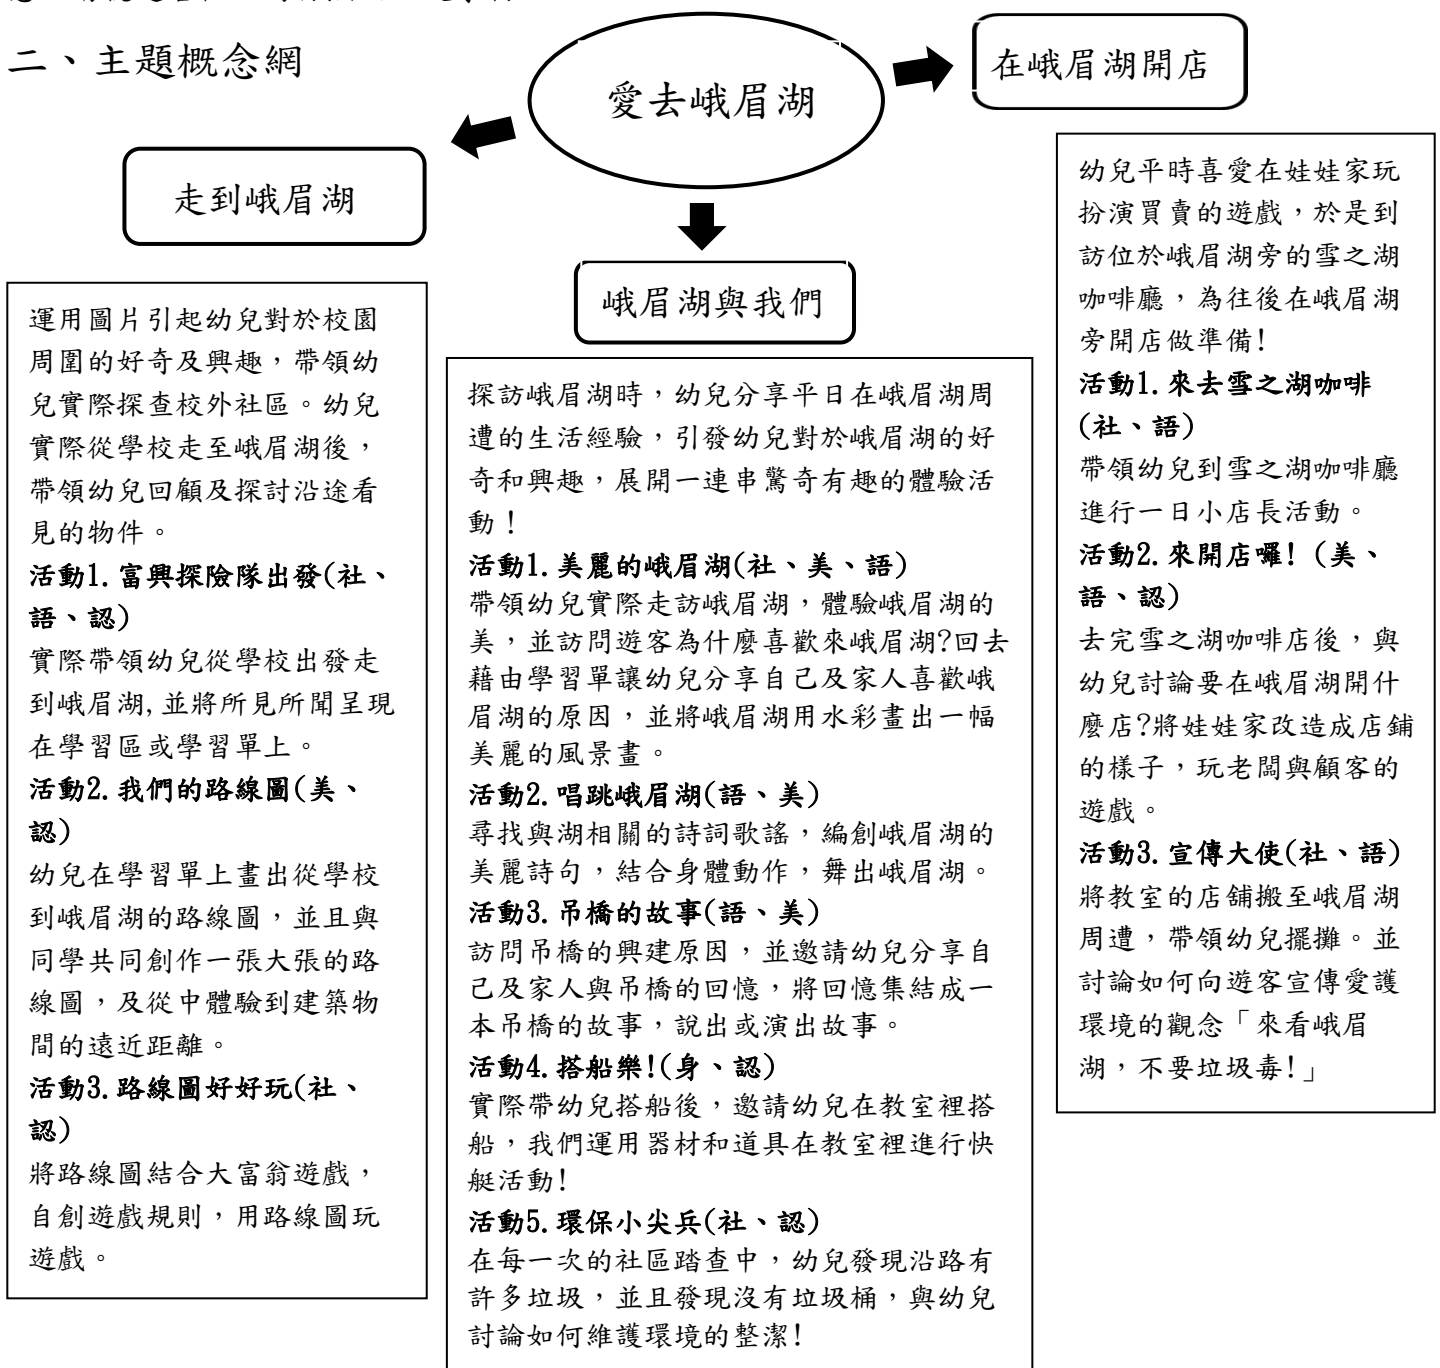 二、主題概念網
愛去峨眉湖
在峨眉湖開店
走到峨眉湖
峨眉湖與我們
運用圖片引起幼兒對於校園
周圍的好奇及興趣，帶領幼
兒實際探查校外社區。幼兒
實際從學校走至峨眉湖後，
帶領幼兒回顧及探討沿途看
見的物件。
活動1.富興探險隊出發(社、
語、認)
實際帶領幼兒從學校出發走
到峨眉湖,並將所見所聞呈現
在學習區或學習單上。
活動2.我們的路線圖(美、
認)
幼兒在學習單上畫出從學校
到峨眉湖的路線圖，並且與
同學共同創作一張大張的路
線圖，及從中體驗到建築物
間的遠近距離。
活動3.路線圖好好玩(社、
認)
將路線圖結合大富翁遊戲，
自創遊戲規則，用路線圖玩
遊戲。
探訪峨眉湖時，幼兒分享平日在峨眉湖周
遭的生活經驗，引發幼兒對於峨眉湖的好
奇和興趣，展開一連串驚奇有趣的體驗活
動！
活動1.美麗的峨眉湖(社、美、語)
帶領幼兒實際走訪峨眉湖，體驗峨眉湖的
美，並訪問遊客為什麼喜歡來峨眉湖?回去
藉由學習單讓幼兒分享自己及家人喜歡峨
眉湖的原因，並將峨眉湖用水彩畫出一幅
美麗的風景畫。
活動2.唱跳峨眉湖(語、美)
尋找與湖相關的詩詞歌謠，編創峨眉湖的
美麗詩句，結合身體動作，舞出峨眉湖。
活動3.吊橋的故事(語、美)
訪問吊橋的興建原因，並邀請幼兒分享自
己及家人與吊橋的回憶，將回憶集結成一
本吊橋的故事，說出或演出故事。
活動4.搭船樂!(身、認)
實際帶幼兒搭船後，邀請幼兒在教室裡搭
船，我們運用器材和道具在教室裡進行快
艇活動!
活動5.環保小尖兵(社、認)
在每一次的社區踏查中，幼兒發現沿路有
許多垃圾，並且發現沒有垃圾桶，與幼兒
討論如何維護環境的整潔!
幼兒平時喜愛在娃娃家玩
扮演買賣的遊戲，於是到
訪位於峨眉湖旁的雪之湖
咖啡廳，為往後在峨眉湖
旁開店做準備!
活動1.來去雪之湖咖啡
(社、語)
帶領幼兒到雪之湖咖啡廳
進行一日小店長活動。
活動2.來開店囉! (美、
語、認)
去完雪之湖咖啡店後，與
幼兒討論要在峨眉湖開什
麼店?將娃娃家改造成店鋪
的樣子，玩老闆與顧客的
遊戲。
活動3.宣傳大使(社、語)
將教室的店舖搬至峨眉湖
周遭，帶領幼兒擺攤。並
討論如何向遊客宣傳愛護
環境的觀念「來看峨眉
湖，不要垃圾毒!」